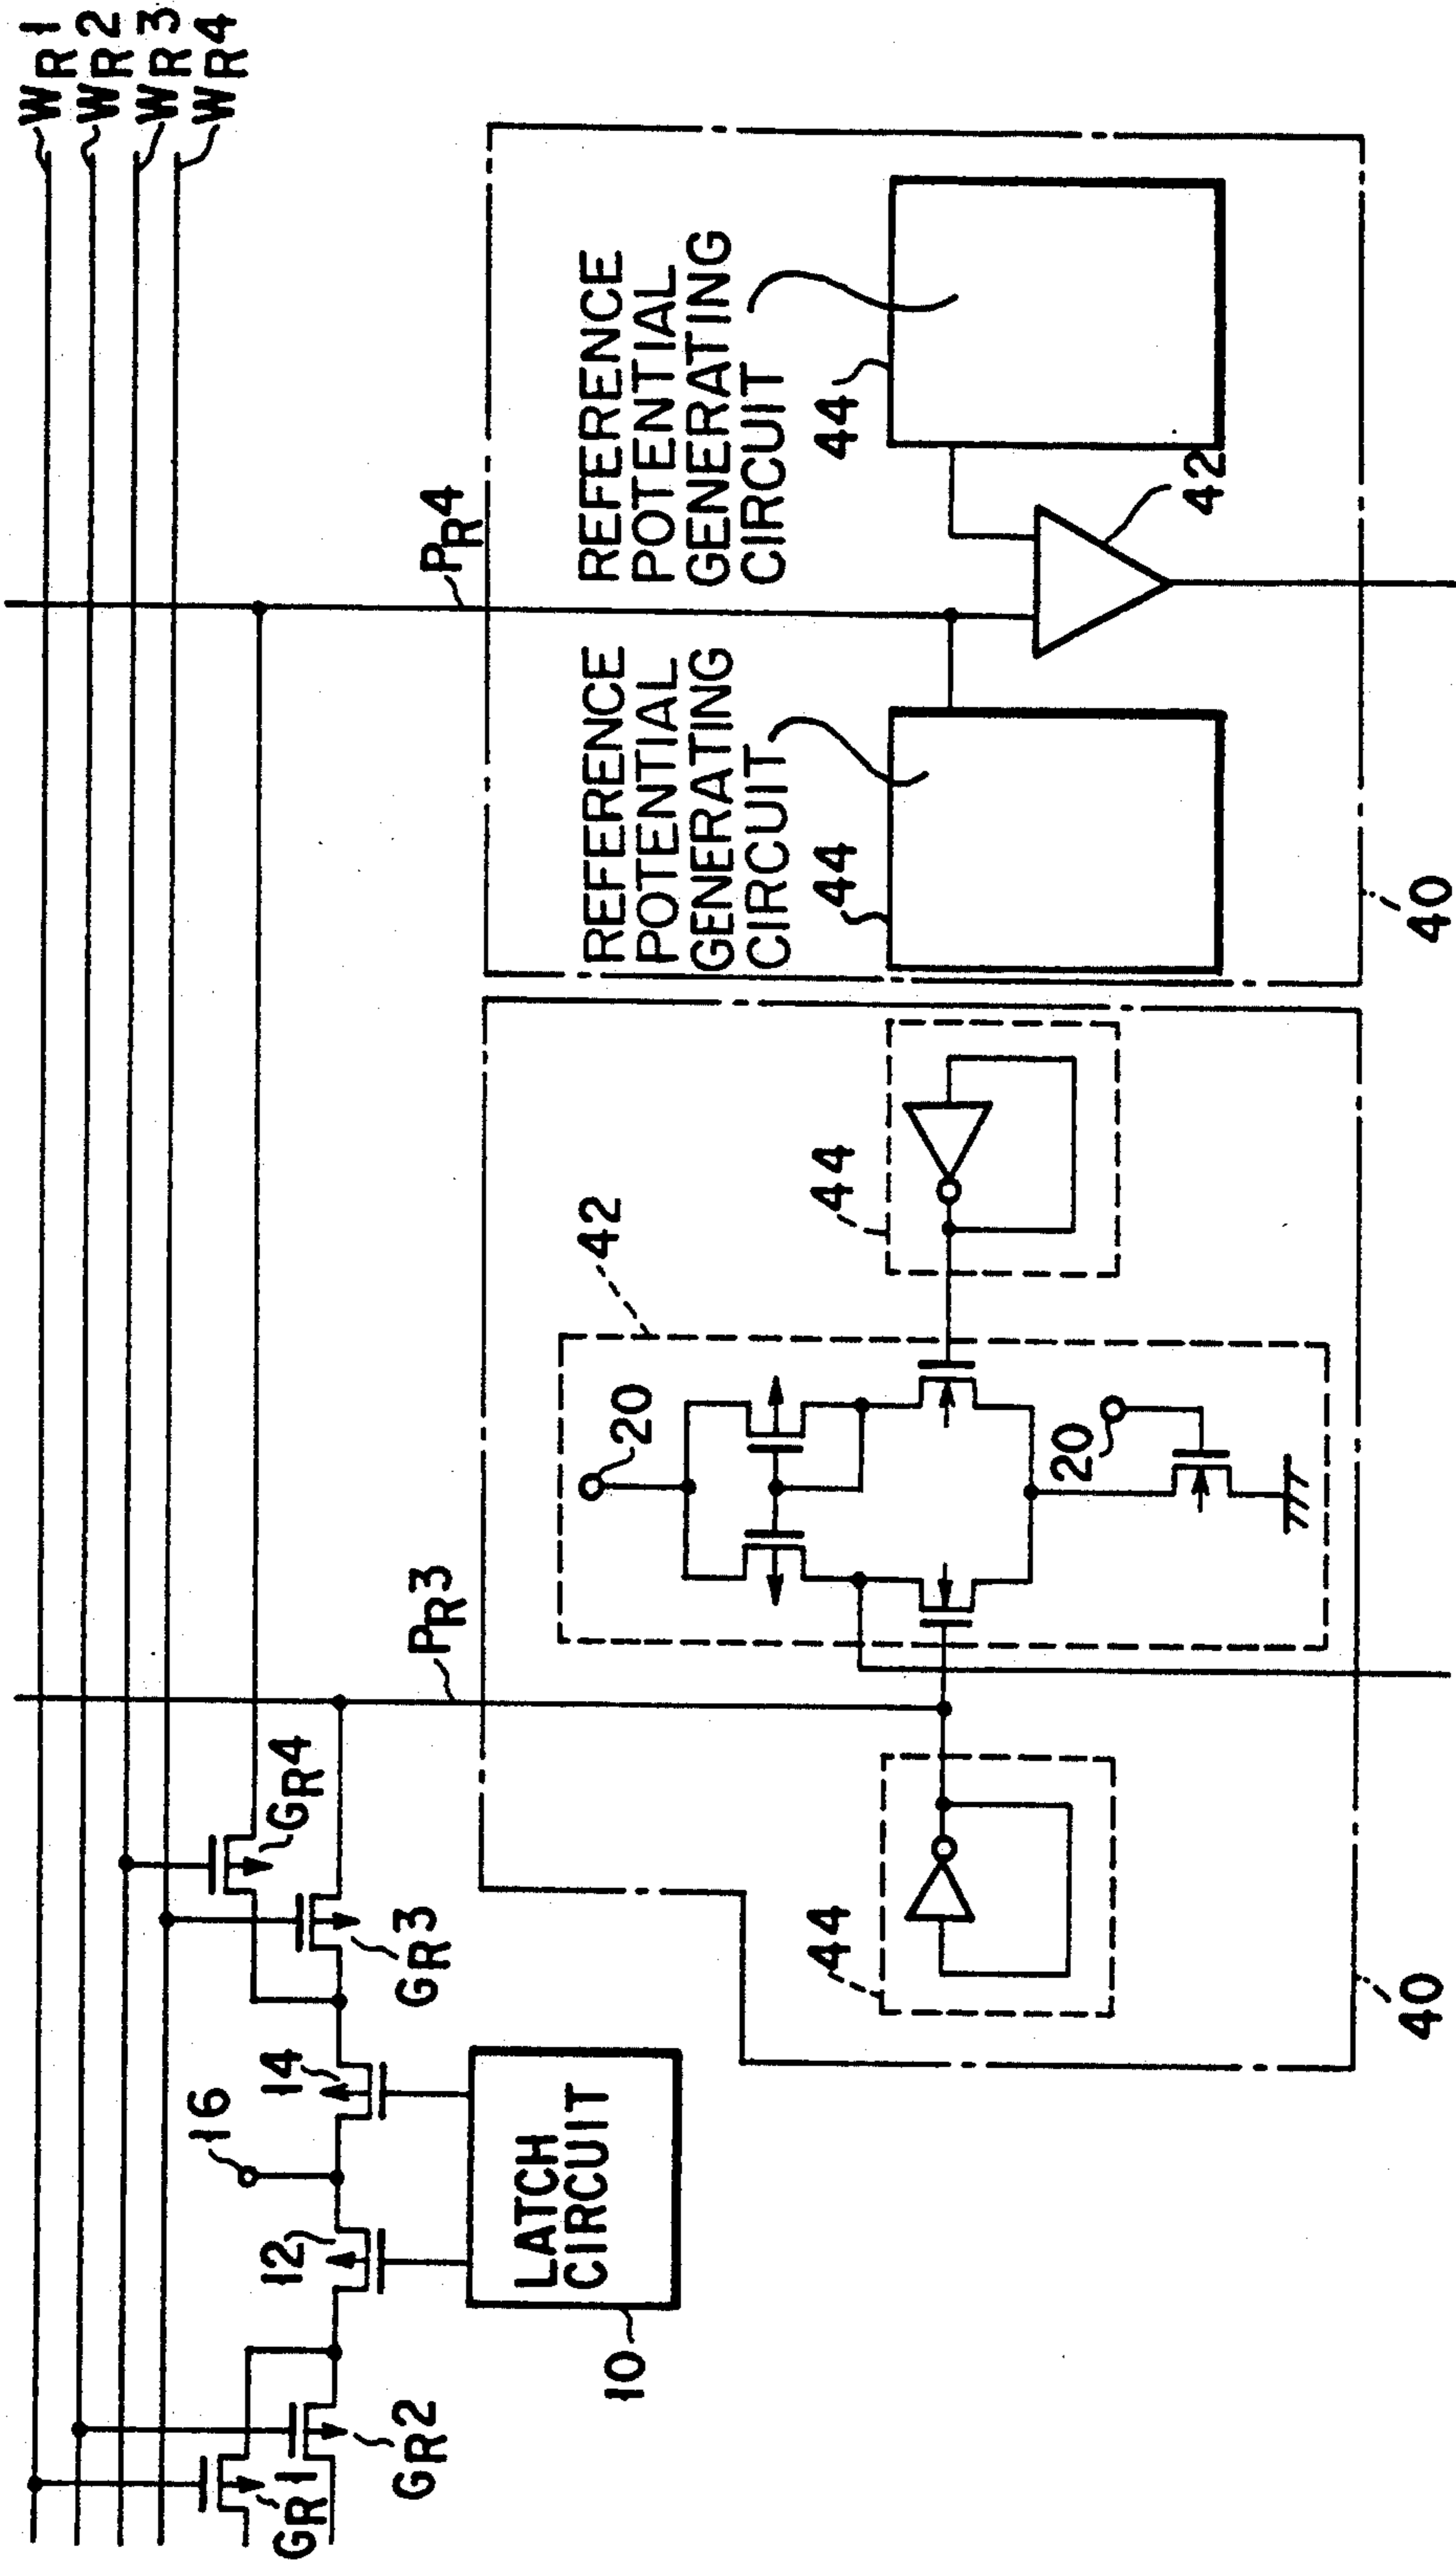 WR1
WR2
WR3
WR4
PR4
PR3
REFERENCE
POTENTIAL
GENERATING
CIRCUIT
44
REFERENCE
POTENTIAL
GENERATING
CIRCUIT
44
42
40
44
42
20
20
44
40
GR4
GR3
14
16
12
LATCH
CIRCUIT
10
GR2
GR1